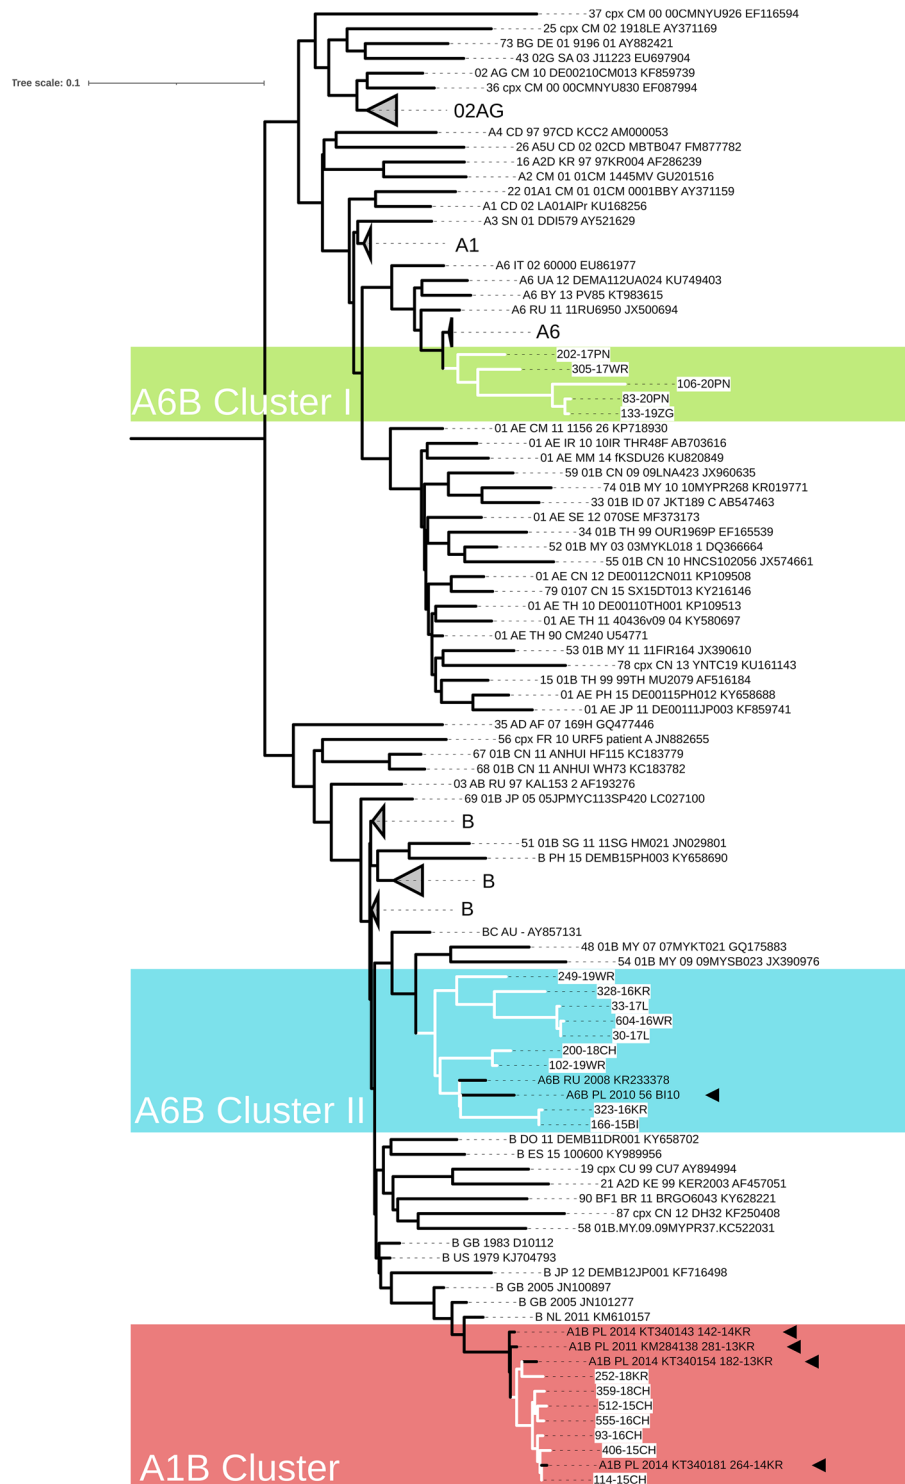 37 cpx CM 00 00CMNYU926 EF116594
25 cpx CM 02 1918LE AY371169
73 BG DE 01 9196 01 AY882421
43 02G SA 03 J11223 EU697904
Tree scale: 0.1
02 AG CM 10 DE00210CM013 KF859739
36 cpx CM 00 00CMNYU830 EF087994
02AG
A4 CD 97 97CD KCC2 AM000053
26 A5U CD 02 02CD MBTB047 FM877782
16 A2D KR 97 97KR004 AF286239
A2 CM 01 01CM 1445MV GU201516
22 01A1 CM 01 01CM 0001BBY AY371159
A1 CD 02 LA01AlPr KU168256
A3 SN 01 DDI579 AY521629
A1
A6 IT 02 60000 EU861977
A6 UA 12 DEMA112UA024 KU749403
A6 BY 13 PV85 KT983615
A6 RU 11 11RU6950 JX500694
A6
202-17PN
305-17WR
106-20PN
83-20PN
A6B Cluster I
133-19ZG
01 AE CM 11 1156 26 KP718930
01 AE IR 10 10IR THR48F AB703616
01 AE MM 14 fKSDU26 KU820849
59 01B CN 09 09LNA423 JX960635
74 01B MY 10 10MYPR268 KR019771
33 01B ID 07 JKT189 C AB547463
01 AE SE 12 070SE MF373173
34 01B TH 99 OUR1969P EF165539
52 01B MY 03 03MYKL018 1 DQ366664
55 01B CN 10 HNCS102056 JX574661
01 AE CN 12 DE00112CN011 KP109508
79 0107 CN 15 SX15DT013 KY216146
01 AE TH 10 DE00110TH001 KP109513
01 AE TH 11 40436v09 04 KY580697
01 AE TH 90 CM240 U54771
53 01B MY 11 11FIR164 JX390610
78 cpx CN 13 YNTC19 KU161143
15 01B TH 99 99TH MU2079 AF516184
01 AE PH 15 DE00115PH012 KY658688
01 AE JP 11 DE00111JP003 KF859741
35 AD AF 07 169H GQ477446
56 cpx FR 10 URF5 patient A JN882655
67 01B CN 11 ANHUI HF115 KC183779
68 01B CN 11 ANHUI WH73 KC183782
03 AB RU 97 KAL153 2 AF193276
69 01B JP 05 05JPMYC113SP420 LC027100
B
51 01B SG 11 11SG HM021 JN029801
B PH 15 DEMB15PH003 KY658690
B
B
BC AU - AY857131
48 01B MY 07 07MYKT021 GQ175883
54 01B MY 09 09MYSB023 JX390976
249-19WR
328-16KR
33-17L
604-16WR
30-17L
200-18CH
102-19WR
A6B RU 2008 KR233378
A6B PL 2010 56 BI10
A6B Cluster II
323-16KR
166-15BI
B DO 11 DEMB11DR001 KY658702
B ES 15 100600 KY989956
19 cpx CU 99 CU7 AY894994
21 A2D KE 99 KER2003 AF457051
90 BF1 BR 11 BRGO6043 KY628221
87 cpx CN 12 DH32 KF250408
58 01B.MY.09.09MYPR37.KC522031
B GB 1983 D10112
B US 1979 KJ704793
B JP 12 DEMB12JP001 KF716498
B GB 2005 JN100897
B GB 2005 JN101277
B NL 2011 KM610157
A1B PL 2014 KT340143 142-14KR
A1B PL 2011 KM284138 281-13KR
A1B PL 2014 KT340154 182-13KR
252-18KR
359-18CH
512-15CH
555-16CH
93-16CH
406-15CH
A1B PL 2014 KT340181 264-14KR
A1B Cluster
114-15CH